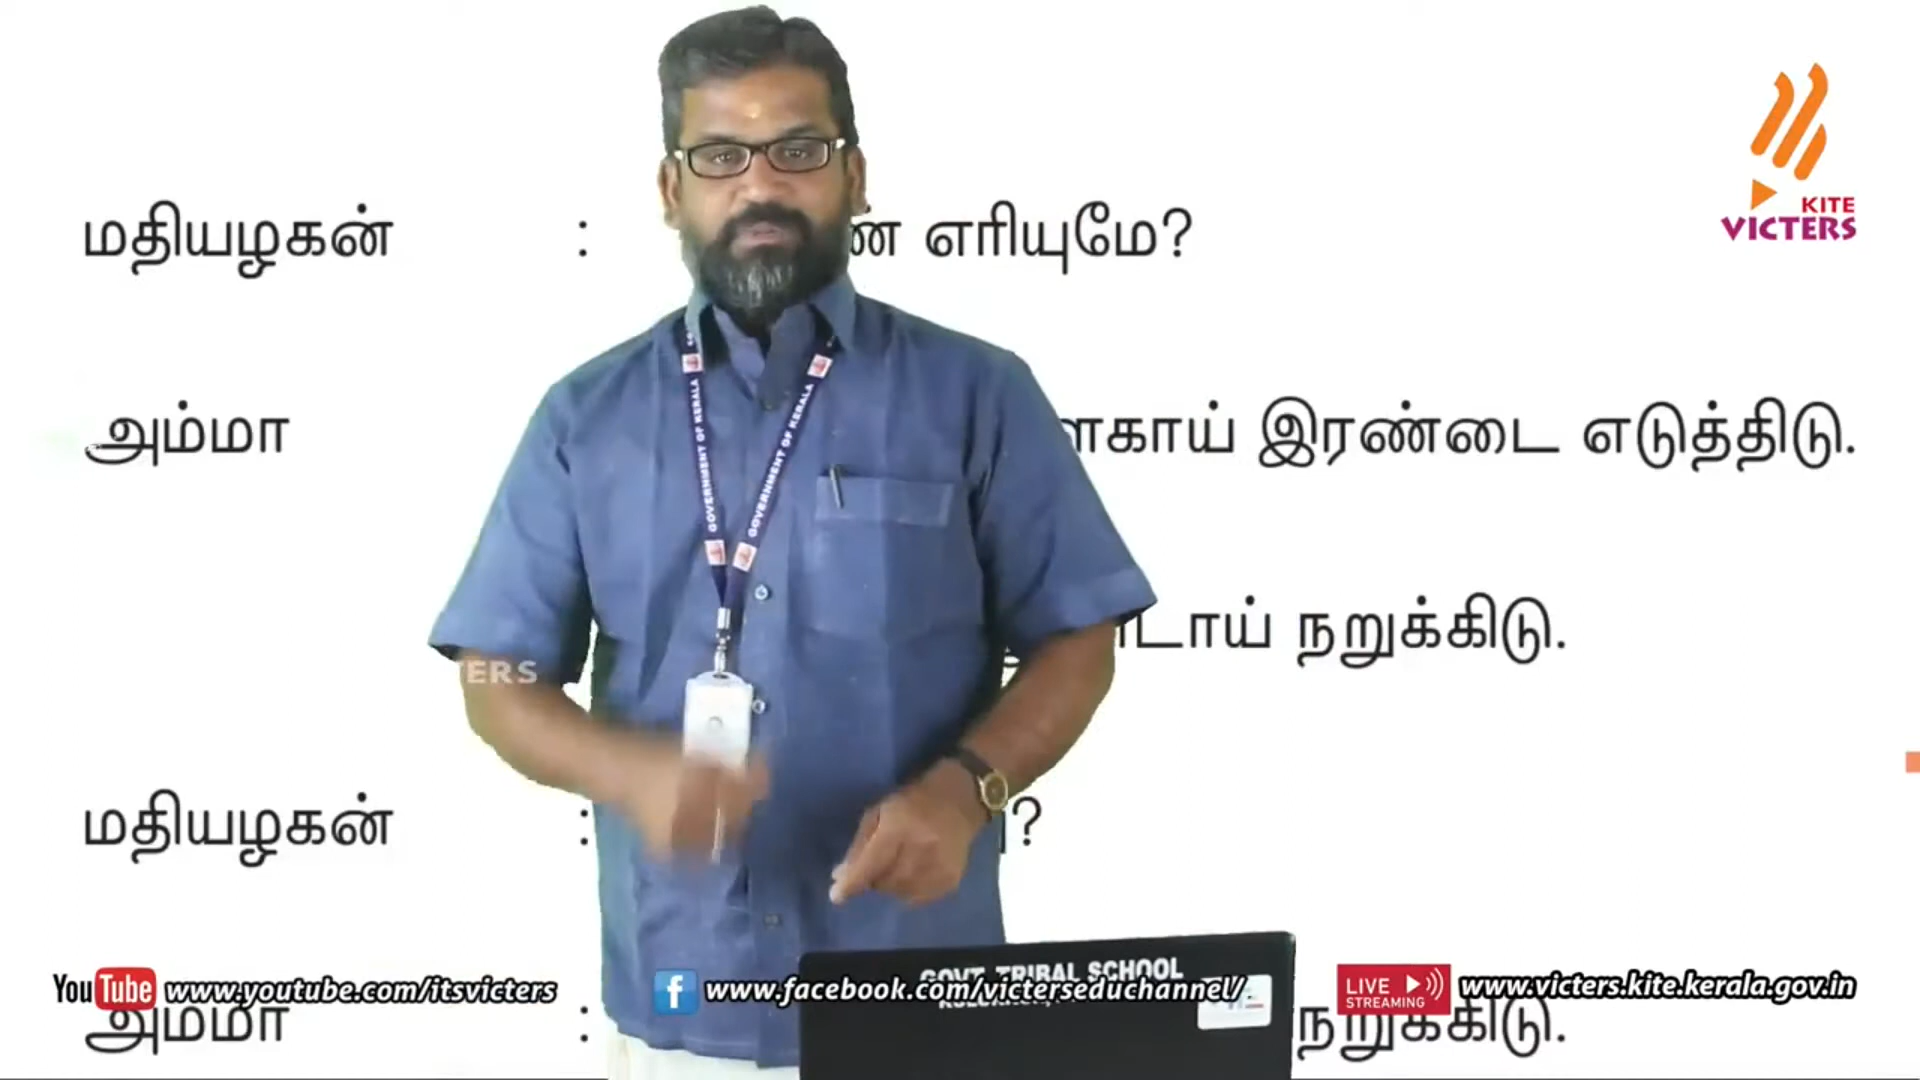 KITE
VICTERS
மதியழகன் : எரியுமே?
அம்மா இரண்டை எடுத்திடு.
நறுக்கிடு.
மதியழகன் :
அம்மா : நறுக்கிடு.
GOVERNMENT OF KERALA
GOVERNMENT OF KERALA
GOVT. TRIBAL SCHOOL
YouTube www.youtube.com/itsvicters
f www.facebook.com/victerseduchannel/
LIVE STREAMING www.victers.kite.kerala.gov.in